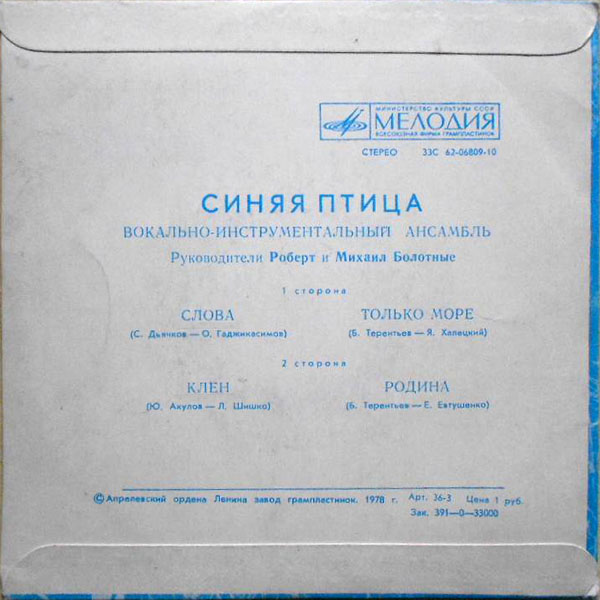 МИНИСТЕРСТВО КУЛЬТУРЫ СССР
МЕЛОДИЯ
ВСЕСОЮЗНАЯ ФИРМА ГРАМПЛАСТИНОК
СТЕРЕО 33С 62-06809-10
СИНЯЯ ПТИЦА
ВОКАЛЬНО-ИНСТРУМЕНТАЛЬНЫЙ АНСАМБЛЬ
Руководители Роберт и Михаил Болотные
1 сторона
СЛОВА ТОЛЬКО МОРЕ
(С. Дьячков — О. Гаджикасимов) (Б. Терентьев — Я. Халецкий)
2 сторона
КЛЕН РОДИНА
(Ю. Акулов — Л. Шишко) (Б. Терентьев — Е. Евтушенко)
© Апрелевский ордена Ленина завод грампластинок. 1978 г. Арт. 36-3 Цена 1 руб.
Зак. 391—0—33000